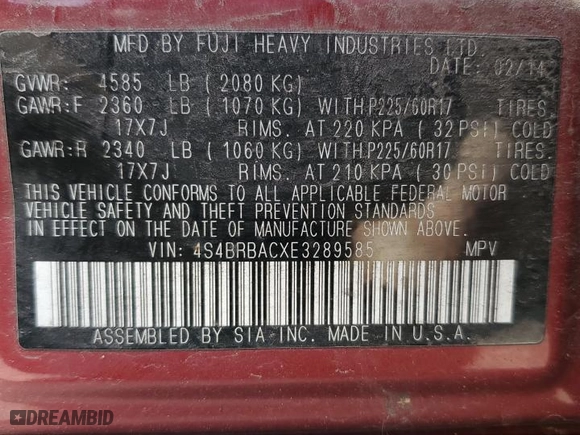 MFD BY FUJI HEAVY INDUSTRIES LTD.
DATE: 02/14
GVWR: 4585 LB ( 2080 KG)
GAWR:F 2360 LB ( 1070 KG) WITH P225/60R17 TIRES.
17X7J RIMS. AT 220 KPA ( 32 PSI) COLD
GAWR:R 2340 LB ( 1060 KG) WITH P225/60R17 TIRES.
17X7J RIMS. AT 210 KPA ( 30 PSI) COLD
THIS VEHICLE CONFORMS TO ALL APPLICABLE FEDERAL MOTOR
VEHICLE SAFETY AND THEFT PREVENTION STANDARDS
IN EFFECT ON THE DATE OF MANUFACTURE SHOWN ABOVE.
VIN: 4S4BRBACXE3289585 MPV
ASSEMBLED BY SIA INC. MADE IN U.S.A.
DREAMBID